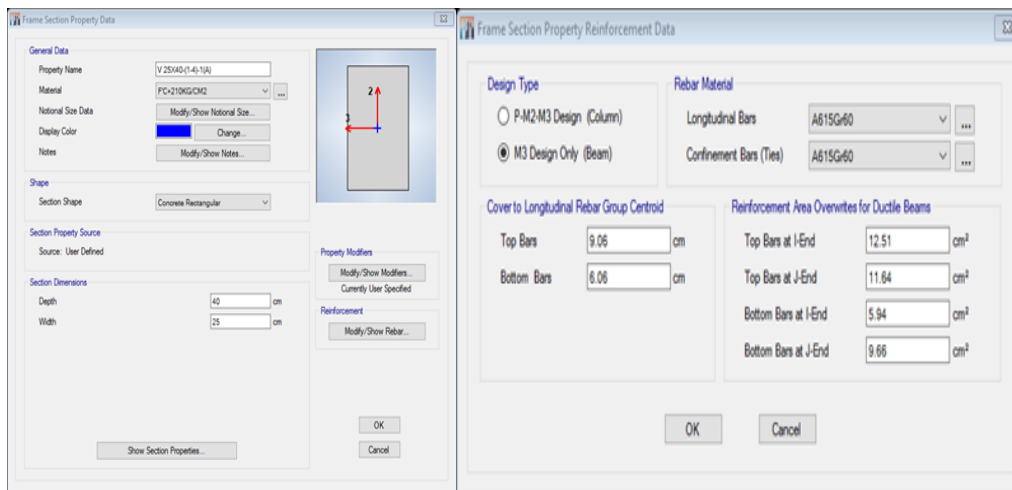 Frame Section Property Data
General Data
Property Name V 25X40-(1-4)-1(A)
Material F'C=210KG/CM2 ...
Notional Size Data Modify/Show Notional Size...
Display Color Change...
Notes Modify/Show Notes...
Shape
Section Shape Concrete Rectangular
Section Property Source
Source: User Defined
Section Dimensions
Depth 40 cm
Width 25 cm
Show Section Properties...
2
3
Property Modifiers
Modify/Show Modifiers...
Currently User Specified
Reinforcement
Modify/Show Rebar...
OK
Cancel
Frame Section Property Reinforcement Data
Design Type
P-M2-M3 Design (Column)
M3 Design Only (Beam)
Rebar Material
Longitudinal Bars A615Gr60 ...
Confinement Bars (Ties) A615Gr60 ...
Cover to Longitudinal Rebar Group Centroid
Top Bars 9.06 cm
Bottom Bars 6.06 cm
Reinforcement Area Overwrites for Ductile Beams
Top Bars at I-End 12.51 cm²
Top Bars at J-End 11.64 cm²
Bottom Bars at I-End 5.94 cm²
Bottom Bars at J-End 9.66 cm²
OK
Cancel